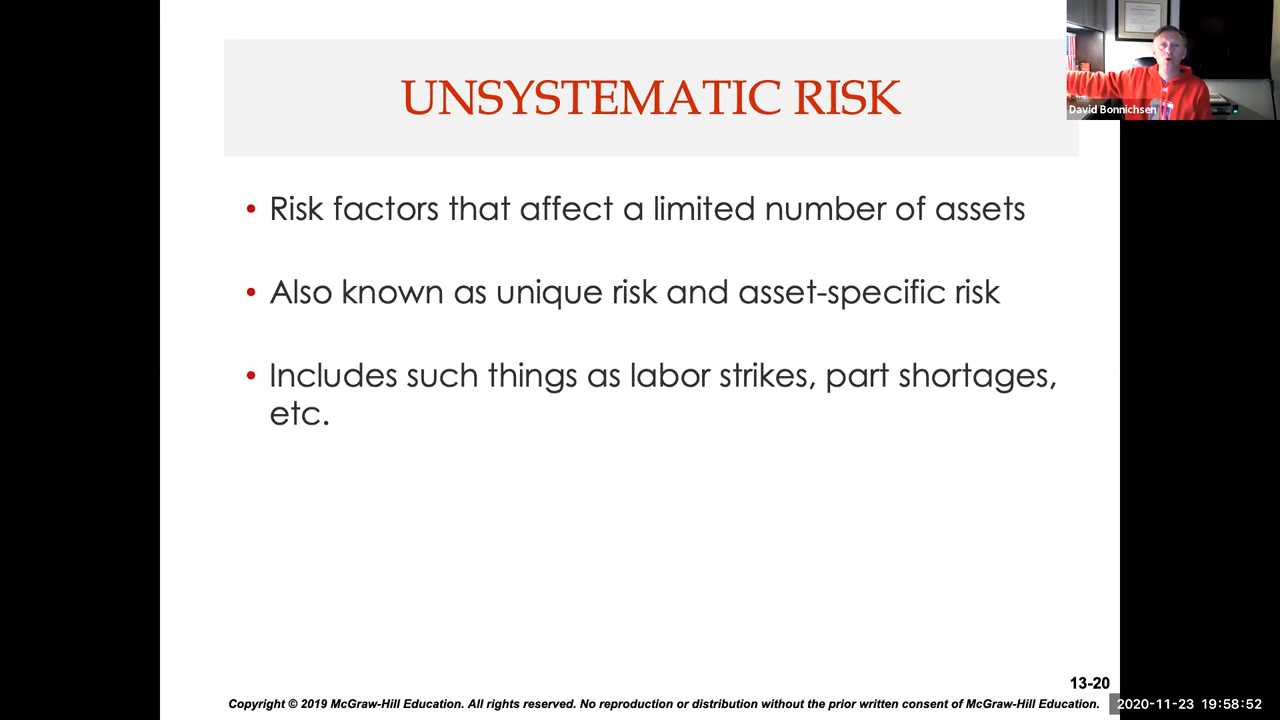 UNSYSTEMATIC RISK
David Bonnichsen
• Risk factors that affect a limited number of assets
• Also known as unique risk and asset-specific risk
• Includes such things as labor strikes, part shortages,
etc.
13-20
Copyright © 2019 McGraw-Hill Education. All rights reserved. No reproduction or distribution without the prior written consent of McGraw-Hill Education.
2020-11-23 19:58:52